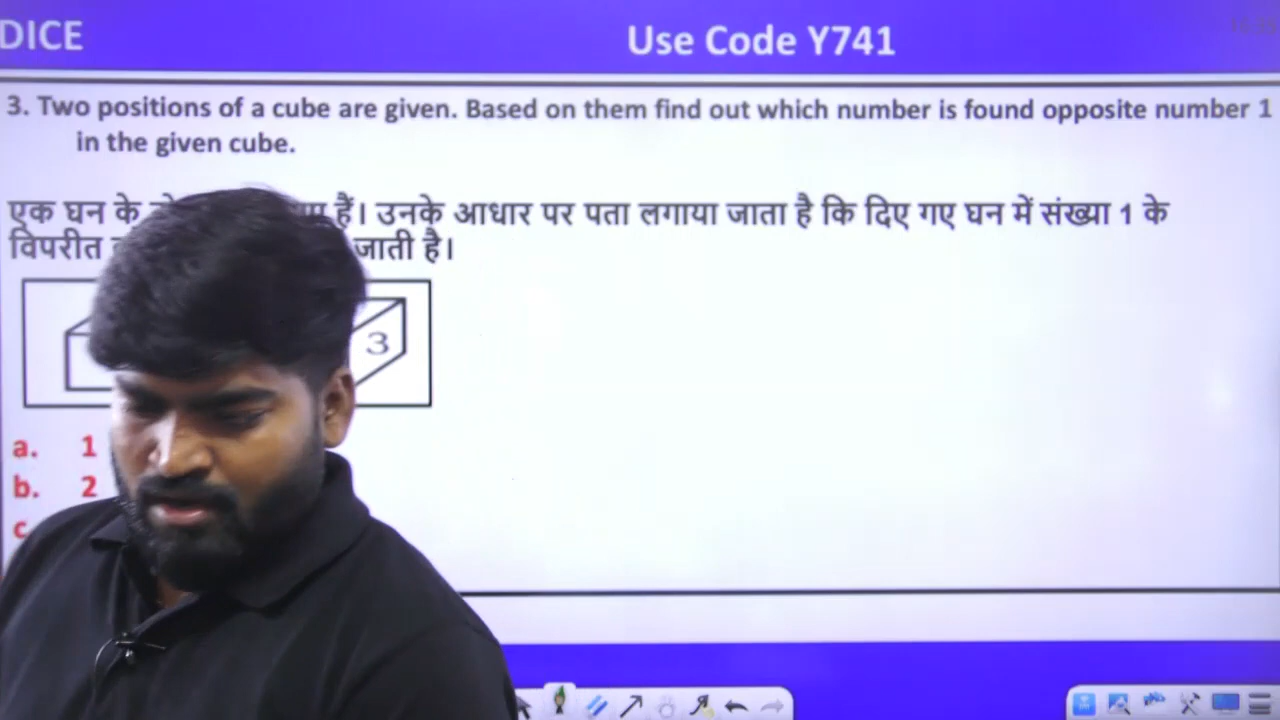 DICE
Use Code Y741
3. Two positions of a cube are given. Based on them find out which number is found opposite number 1
in the given cube.
एक घन के हैं। उनके आधार पर पता लगाया जाता है कि दिए गए घन में संख्या 1 के
विपरीत जाती है।
3
a. 1
b. 2
c